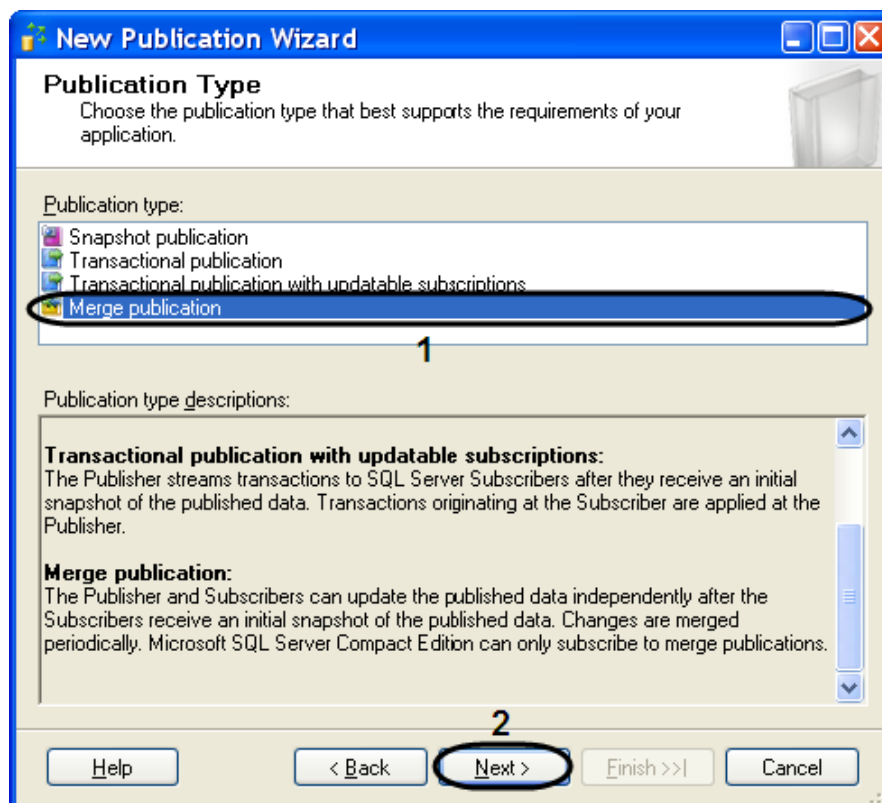 New Publication Wizard
Publication Type
Choose the publication type that best supports the requirements of your
application.
Publication type:
Snapshot publication
Transactional publication
Transactional publication with updatable subscriptions
Merge publication
1
Publication type descriptions:
Transactional publication with updatable subscriptions:
The Publisher streams transactions to SQL Server Subscribers after they receive an initial
snapshot of the published data. Transactions originating at the Subscriber are applied at the
Publisher.
Merge publication:
The Publisher and Subscribers can update the published data independently after the
Subscribers receive an initial snapshot of the published data. Changes are merged
periodically. Microsoft SQL Server Compact Edition can only subscribe to merge publications.
2
Help
< Back
Next >
Finish >>|
Cancel